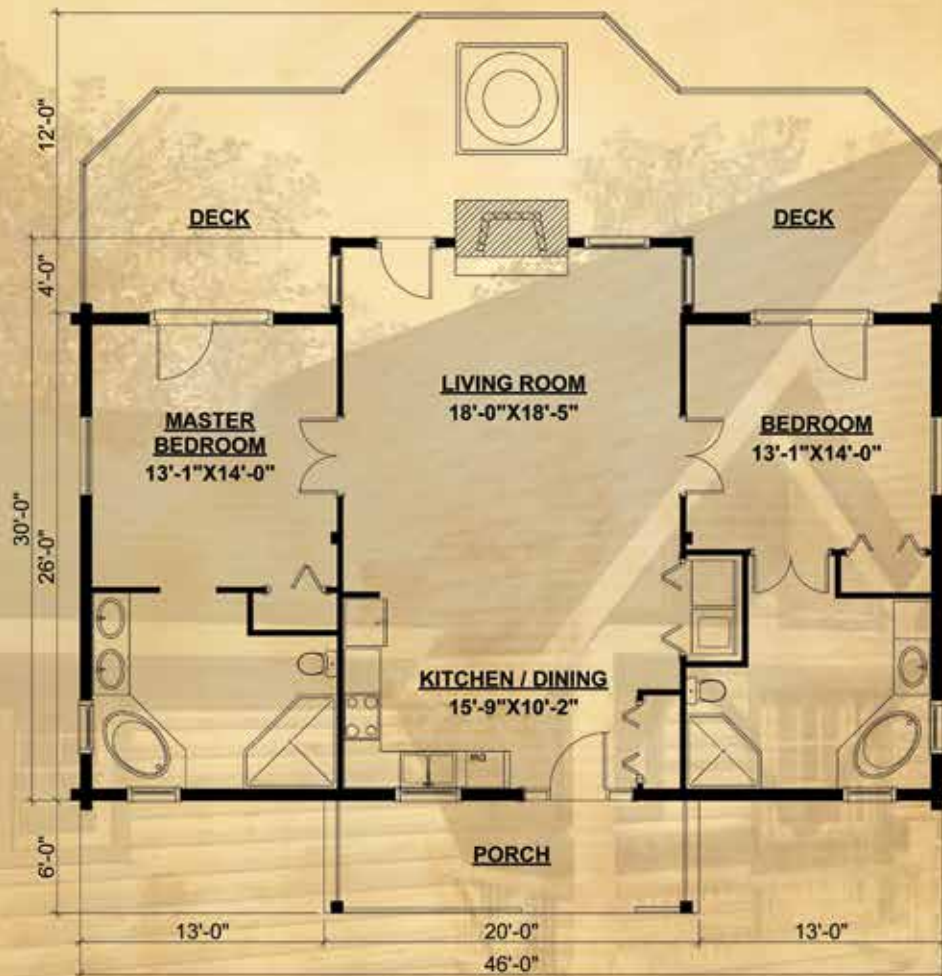 12'-0"
DECK
DECK
4'-0"
LIVING ROOM
18'-0"X18'-5"
MASTER
BEDROOM
13'-1"X14'-0"
BEDROOM
13'-1"X14'-0"
30'-0"
26'-0"
KITCHEN / DINING
15'-9"X10'-2"
6'-0"
PORCH
13'-0"
20'-0"
13'-0"
46'-0"